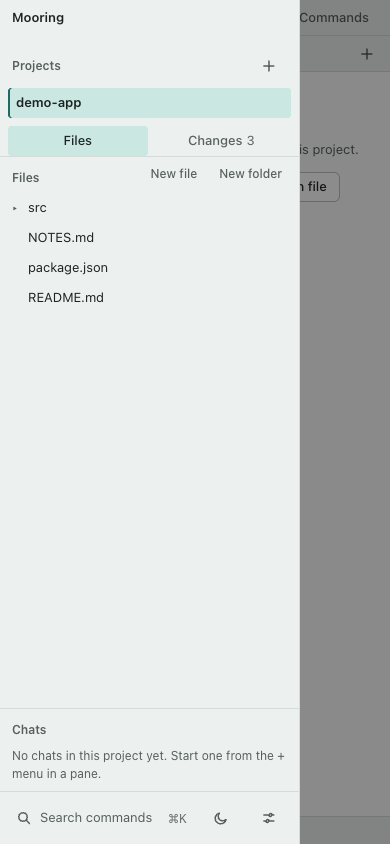 Mooring
Commands
Projects
demo-app
Files
Changes 3
is project.
Files
New file
New folder
n file
src
NOTES.md
package.json
README.md
Chats
No chats in this project yet. Start one from the +
menu in a pane.
Search commands ⌘K